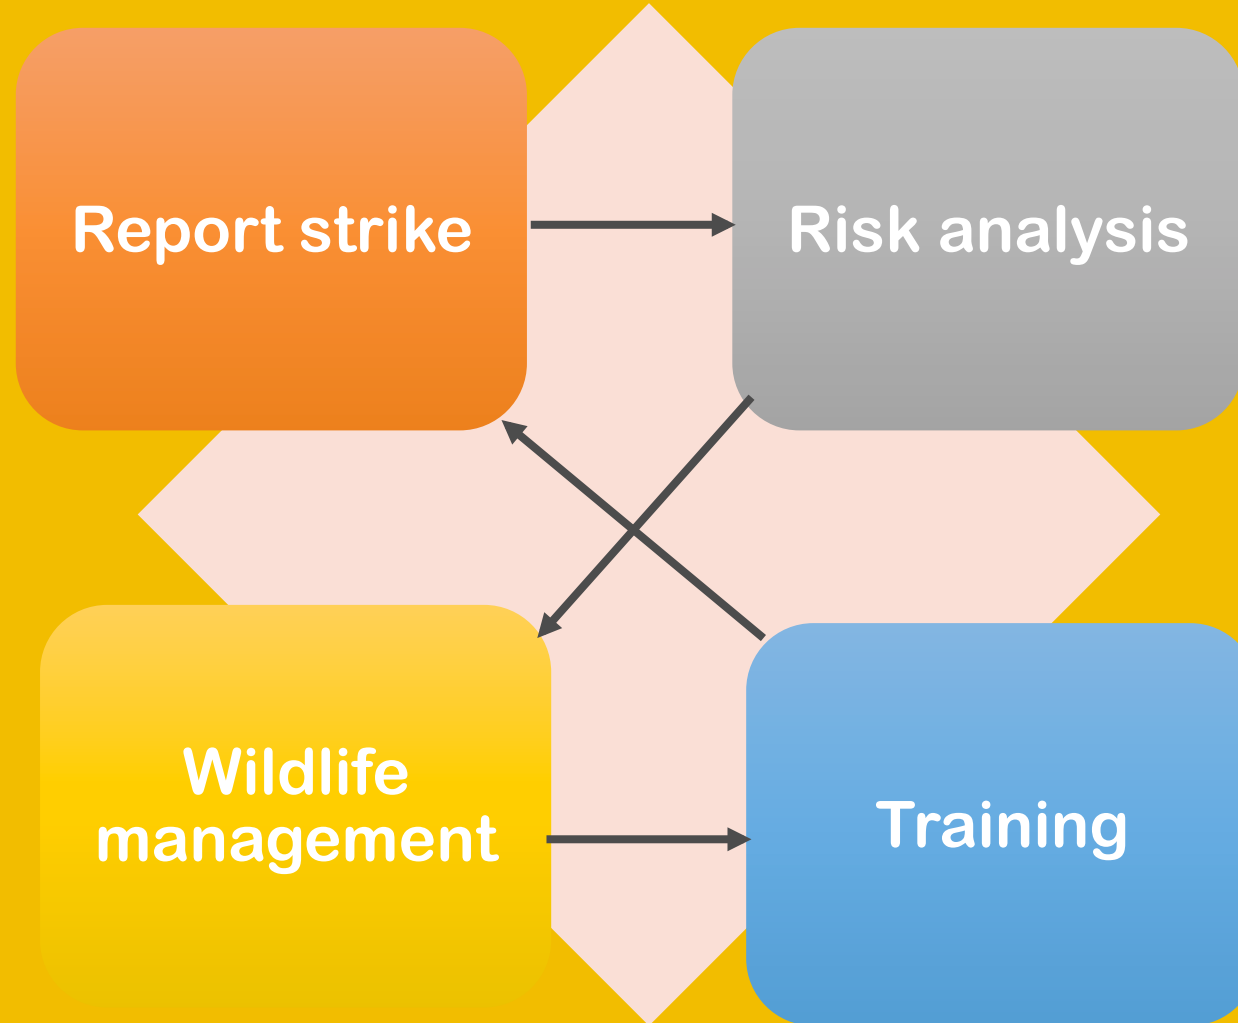 Report strike
Risk analysis
Wildlife
management
Training